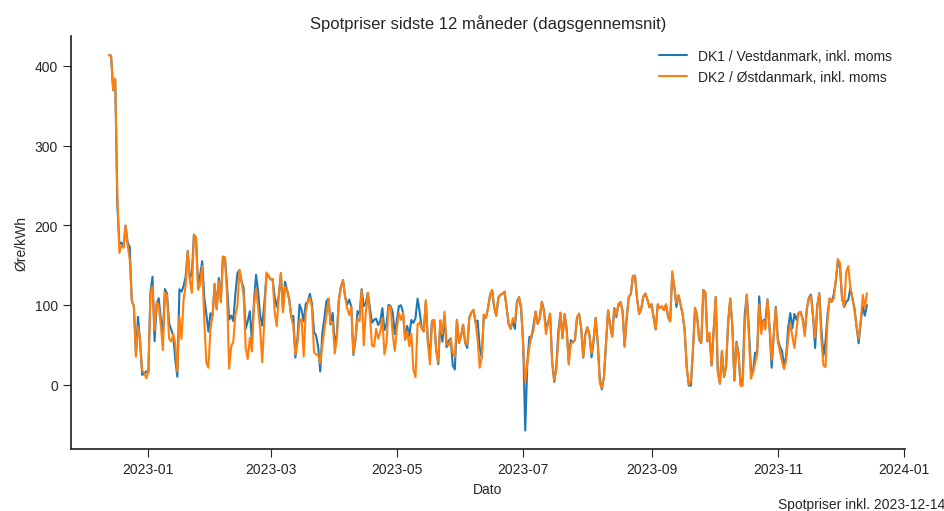 Spotpriser sidste 12 måneder (dagsgennemsnit)
DK1 / Vestdanmark, inkl. moms
DK2 / Østdanmark, inkl. moms
Øre/kWh
400
300
200
100
0
2023-01 2023-03 2023-05 2023-07 2023-09 2023-11 2024-01
Dato
Spotpriser inkl. 2023-12-14